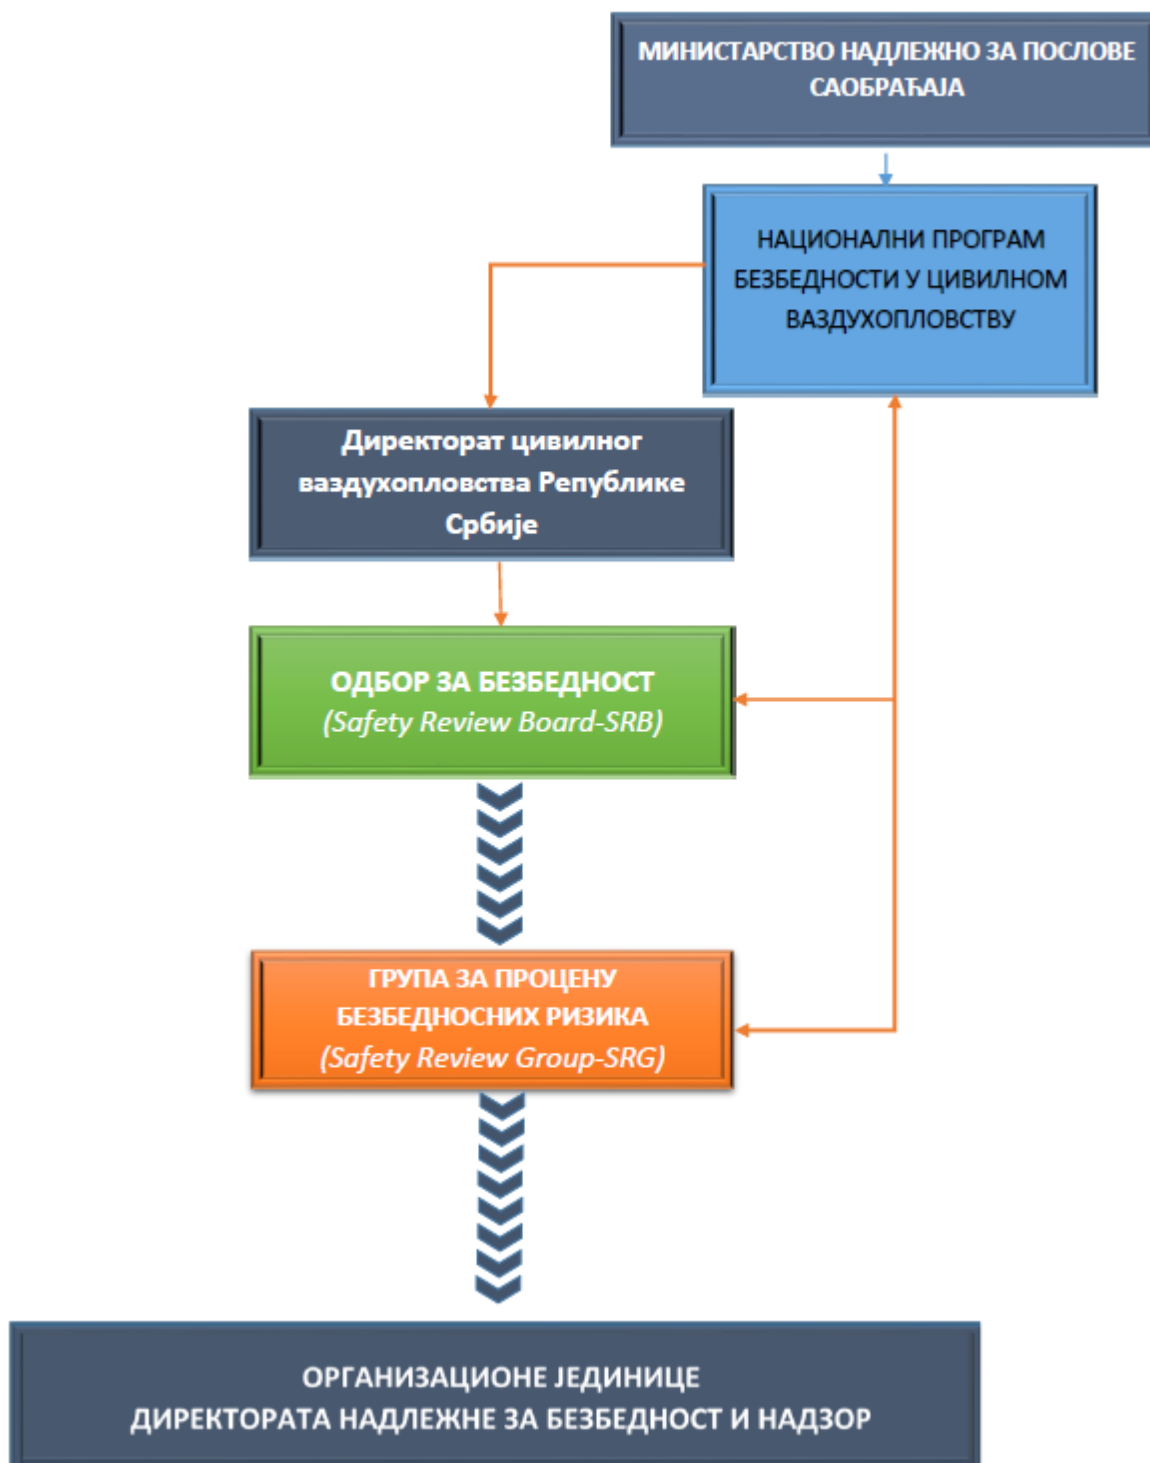 МИНИСТАРСТВО НАДЛЕЖНО ЗА ПОСЛОВЕ
САОБРАЋАЈА
НАЦИОНАЛНИ ПРОГРАМ
БЕЗБЕДНОСТИ У ЦИВИЛНОМ
ВАЗДУХОПЛОВСТВУ
Директорат цивилног
ваздухопловства Републике
Србије
ОДБОР ЗА БЕЗБЕДНОСТ
(Safety Review Board-SRB)
ГРУПА ЗА ПРОЦЕНУ
БЕЗБЕДНОСНИХ РИЗИКА
(Safety Review Group-SRG)
ОРГАНИЗАЦИОНЕ ЈЕДИНИЦЕ
ДИРЕКТОРАТА НАДЛЕЖНЕ ЗА БЕЗБЕДНОСТ И НАДЗОР